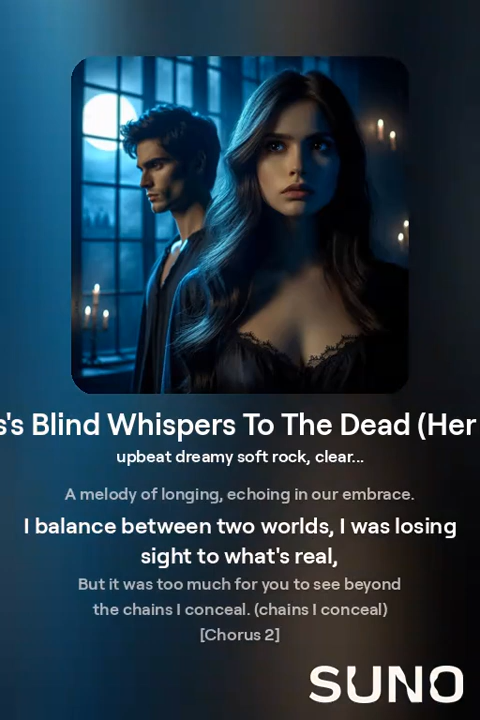 s's Blind Whispers To The Dead (Her
upbeat dreamy soft rock, clear...
A melody of longing, echoing in our embrace.
I balance between two worlds, I was losing
sight to what's real,
But it was too much for you to see beyond
the chains I conceal. (chains I conceal)
[Chorus 2]
SUNO